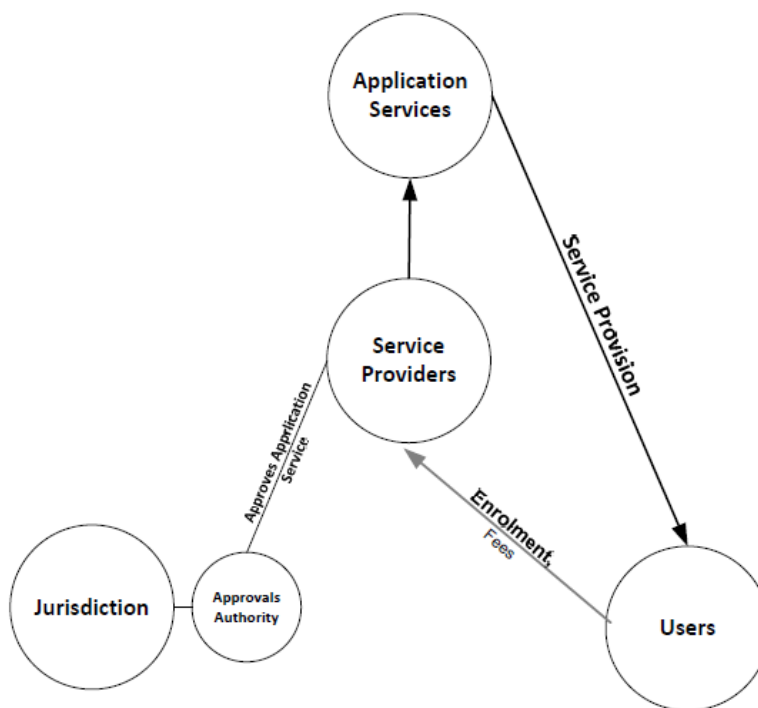 Application
Services
Service Provision
Service
Providers
Approves Application
Service
Enrolment,
Fees
Jurisdiction
Approvals
Authority
Users